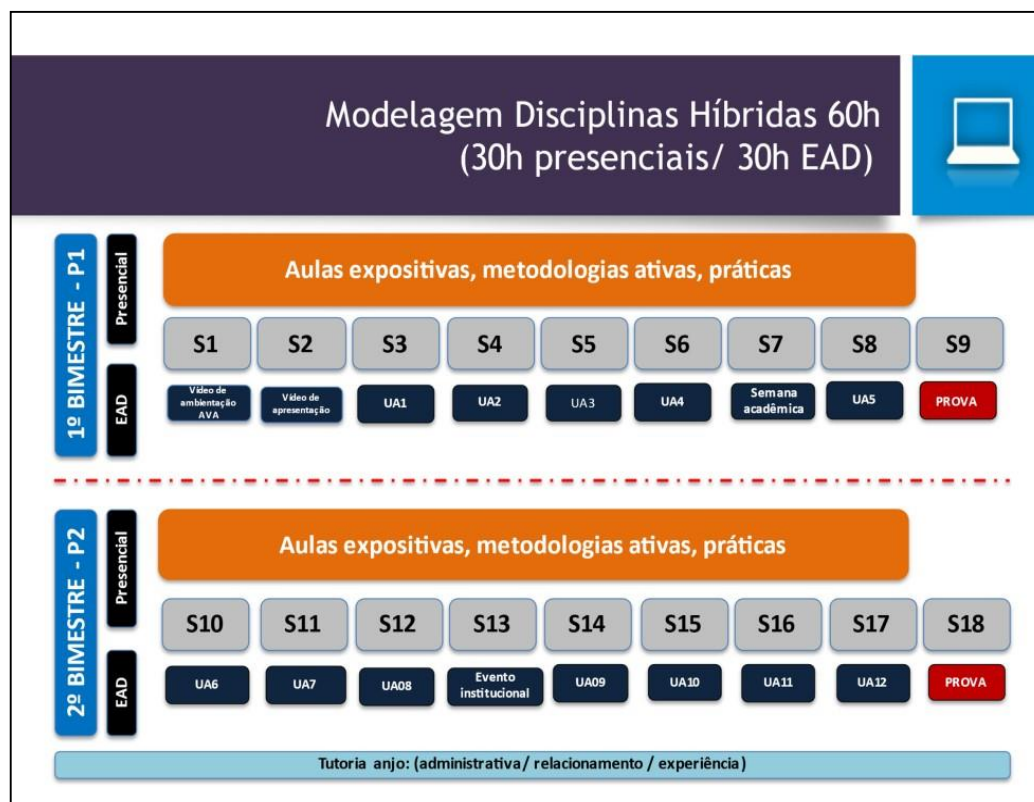 Modelagem Disciplinas Híbridas 60h
(30h presenciais/ 30h EAD)
1º BIMESTRE - P1
Presencial
EAD
Aulas expositivas, metodologias ativas, práticas
S1 S2 S3 S4 S5 S6 S7 S8 S9
Vídeo de
ambientação
AVA
Vídeo de
apresentação
UA1
UA2
UA3
UA4
Semana
acadêmica
UA5
PROVA
2º BIMESTRE - P2
Presencial
EAD
Aulas expositivas, metodologias ativas, práticas
S10 S11 S12 S13 S14 S15 S16 S17 S18
UA6
UA7
UA08
Evento
institucional
UA09
UA10
UA11
UA12
PROVA
Tutoria anjo: (administrativa/ relacionamento / experiência)